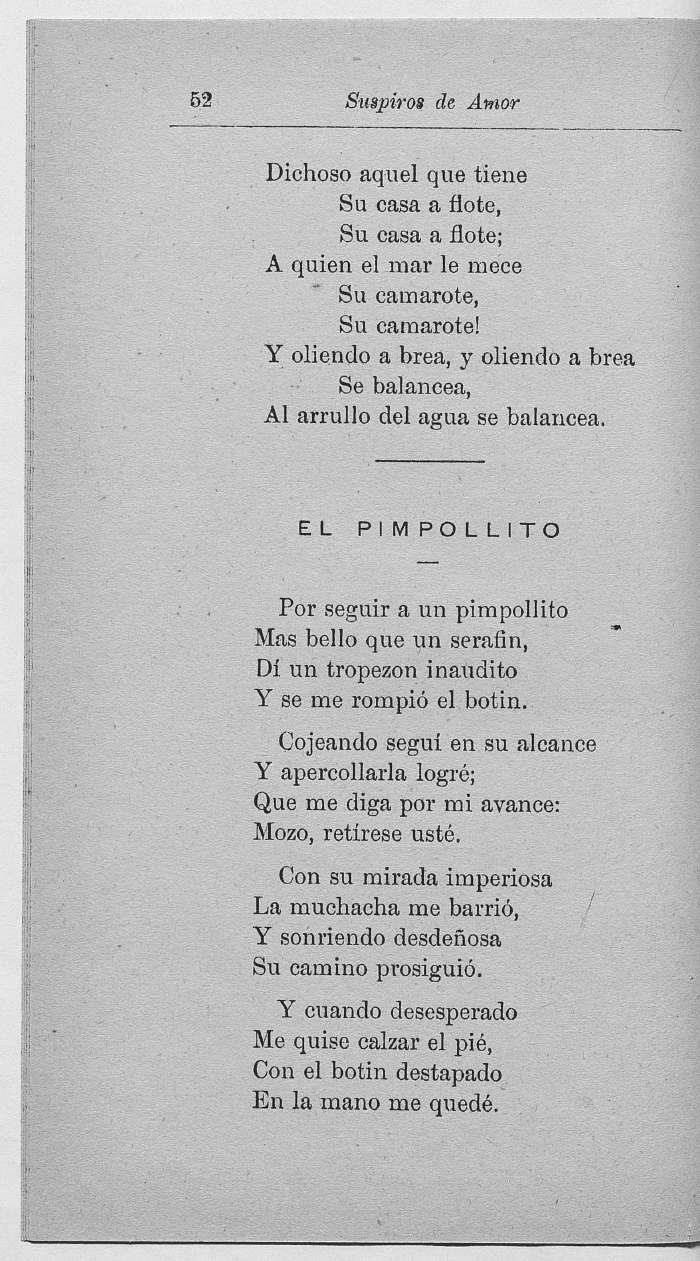 52 Suspiros de Amor
Dichoso aquel que tiene
Su casa a flote,
Su casa a flote;
A quien el mar le mece
Su camarote,
Su camarote!
Y oliendo a brea, y oliendo a brea
Se balancea,
Al arrullo del agua se balancea.
EL PIMPOLLITO
Por seguir a un pimpollito
Mas bello que un serafin,
Dí un tropezon inaudito
Y se me rompió el botin.
Cojeando seguí en su alcance
Y apercollarla logré;
Que me diga por mi avance:
Mozo, retírese usté.
Con su mirada imperiosa
La muchacha me barrió,
Y sonriendo desdeñosa
Su camino prosiguió.
Y cuando desesperado
Me quise calzar el pié,
Con el botin destapado
En la mano me quedé.